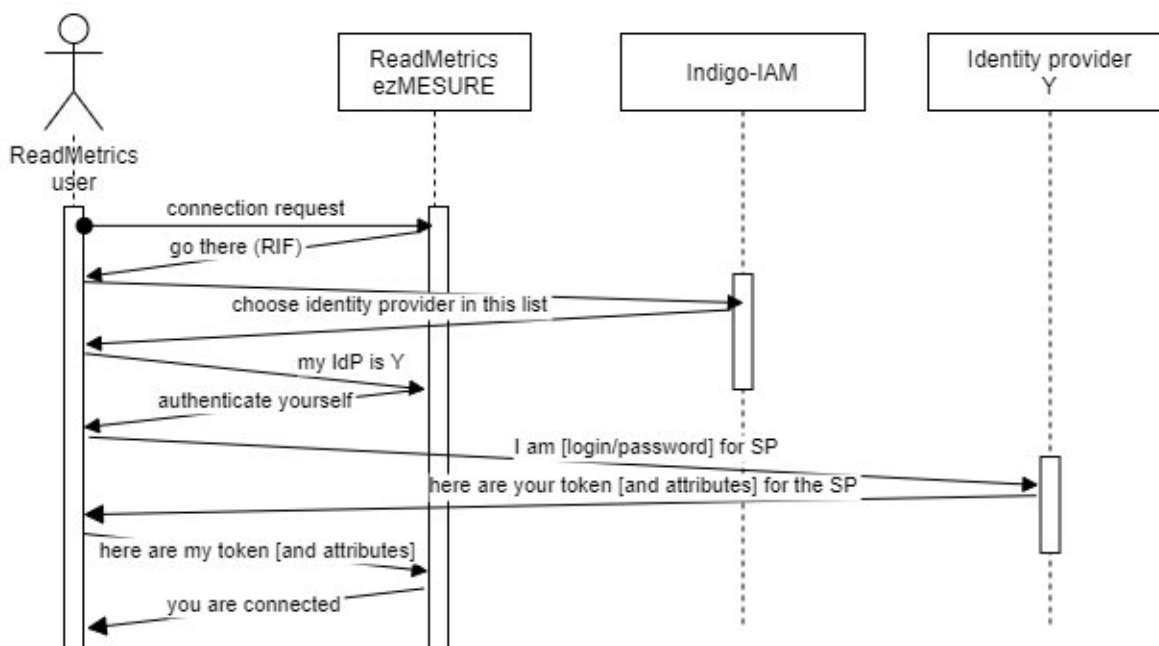 ReadMetrics
user
ReadMetrics
ezMESURE
Indigo-IAM
Identity provider
Y
connection request
go there (RIF)
choose identity provider in this list
my IdP is Y
authenticate yourself
I am [login/password] for SP
here are your token [and attributes] for the SP
here are my token [and attributes]
you are connected